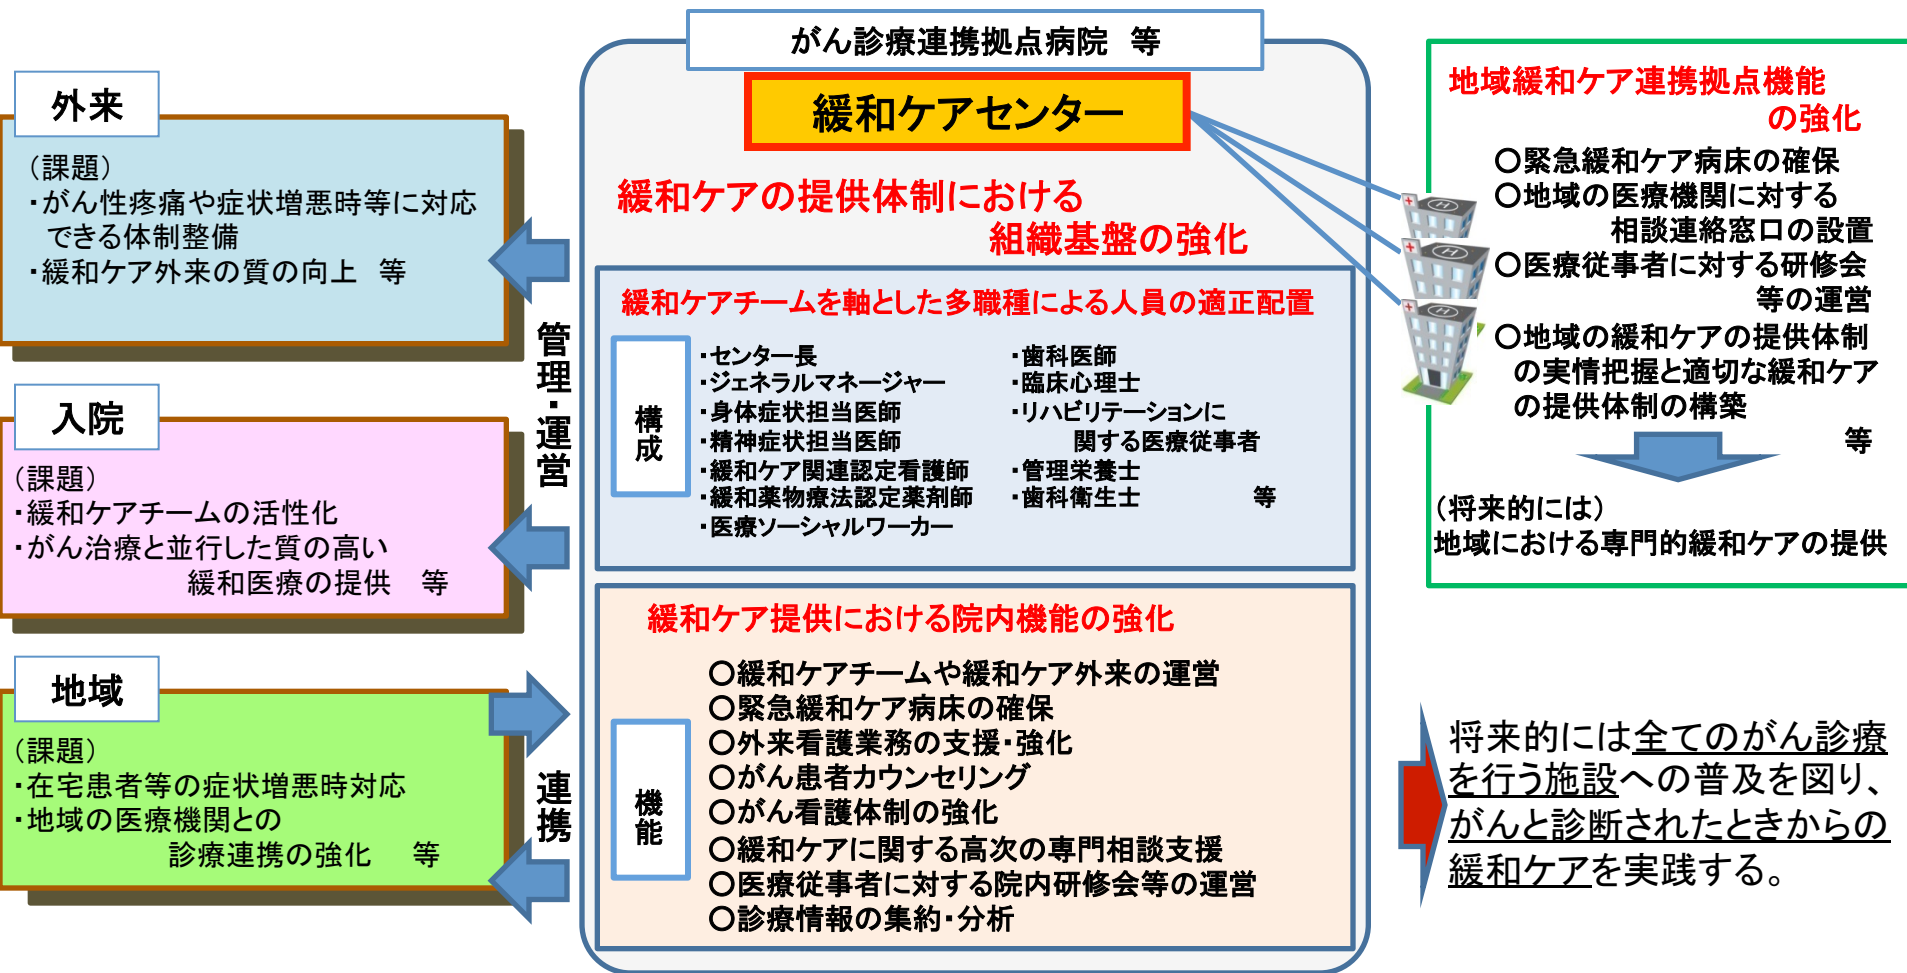 がん診療連携拠点病院　等
緩和ケアセンター
緩和ケアの提供体制における
組織基盤の強化
緩和ケアチームを軸とした多職種による人員の適正配置
構成
・センター長
・ジェネラルマネージャー
・身体症状担当医師
・精神症状担当医師
・緩和ケア関連認定看護師
・緩和薬物療法認定薬剤師
・医療ソーシャルワーカー
・歯科医師
・臨床心理士
・リハビリテーションに
関する医療従事者
・管理栄養士
・歯科衛生士　等
緩和ケア提供における院内機能の強化
機能
○緩和ケアチームや緩和ケア外来の運営
○緊急緩和ケア病床の確保
○外来看護業務の支援・強化
○がん患者カウンセリング
○がん看護体制の強化
○緩和ケアに関する高次の専門相談支援
○医療従事者に対する院内研修会等の運営
○診療情報の集約・分析
外来
（課題）
・がん性疼痛や症状増悪時等に対応
できる体制整備
・緩和ケア外来の質の向上　等
入院
（課題）
・緩和ケアチームの活性化
・がん治療と並行した質の高い
緩和医療の提供　等
地域
（課題）
・在宅患者等の症状増悪時対応
・地域の医療機関との
診療連携の強化　等
管理・運営
連携
地域緩和ケア連携拠点機能
の強化
○緊急緩和ケア病床の確保
○地域の医療機関に対する
相談連絡窓口の設置
○医療従事者に対する研修会
等の運営
○地域の緩和ケアの提供体制
の実情把握と適切な緩和ケア
の提供体制の構築
等
（将来的には）
地域における専門的緩和ケアの提供
将来的には全てのがん診療
を行う施設への普及を図り、
がんと診断されたときからの
緩和ケアを実践する。